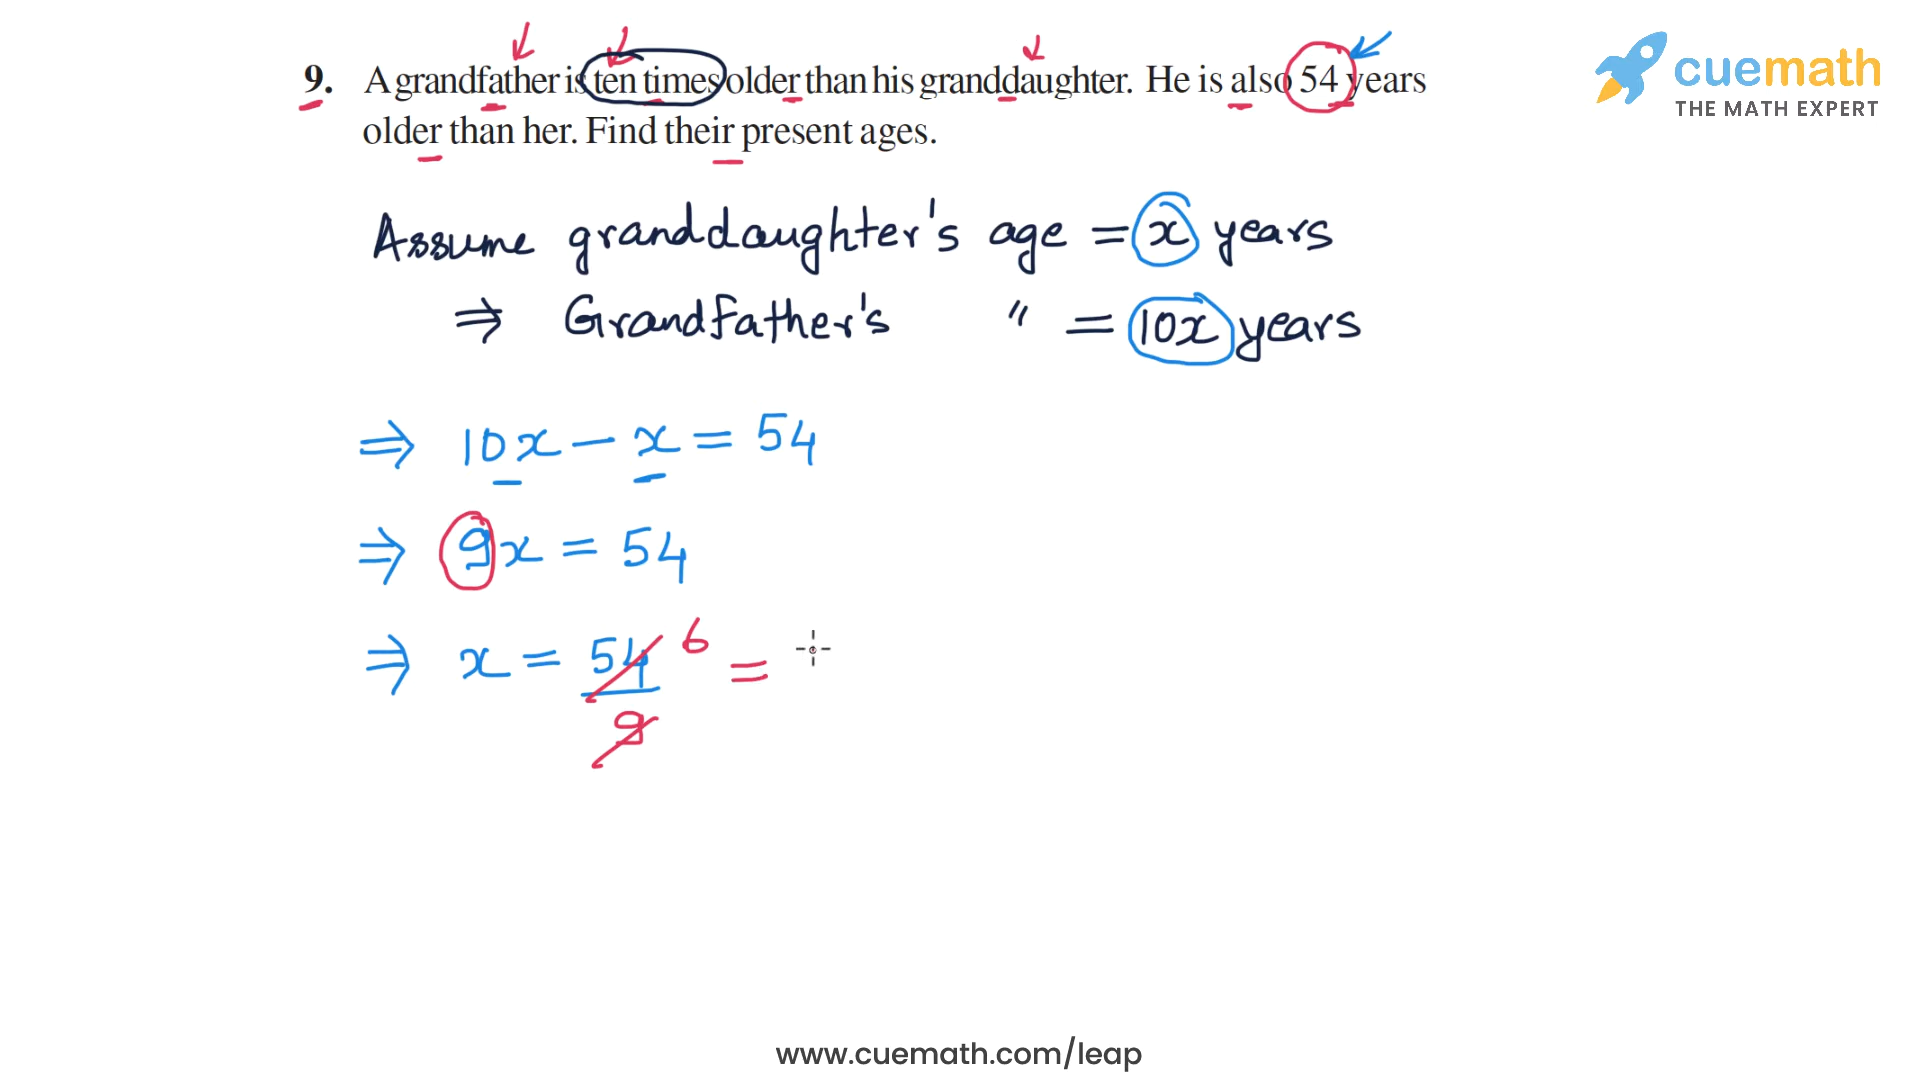 9. A grandfather is ten times older than his granddaughter. He is also 54 years
older than her. Find their present ages.
cuemath
THE MATH EXPERT
Assume granddaughter's age = x years
⇒ Grandfather's " = 10x years
⇒ 10x − x = 54
⇒ 9x = 54
⇒ x = 54/9 6 =
www.cuemath.com/leap